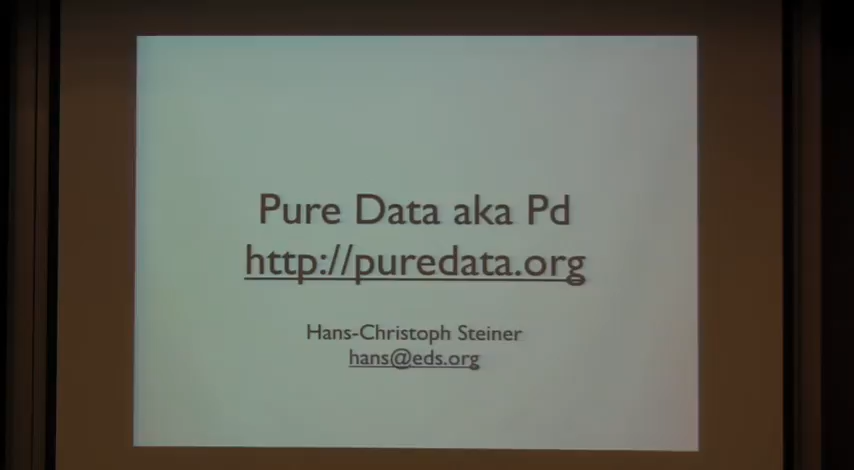 Pure Data aka Pd
http://puredata.org
Hans-Christoph Steiner
hans@eds.org